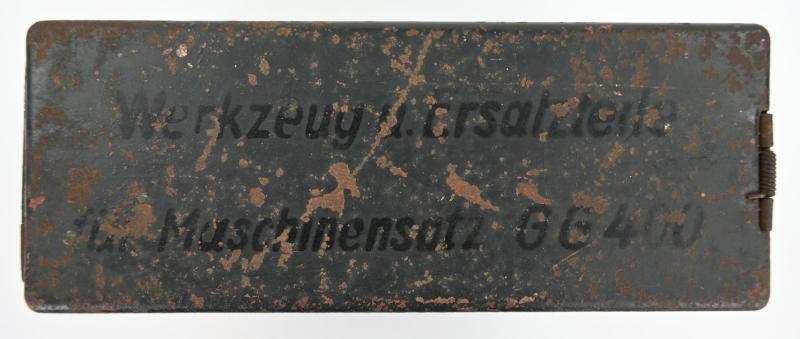 Werkzeug u. Ersatzteile
für Maschinensatz GG 400